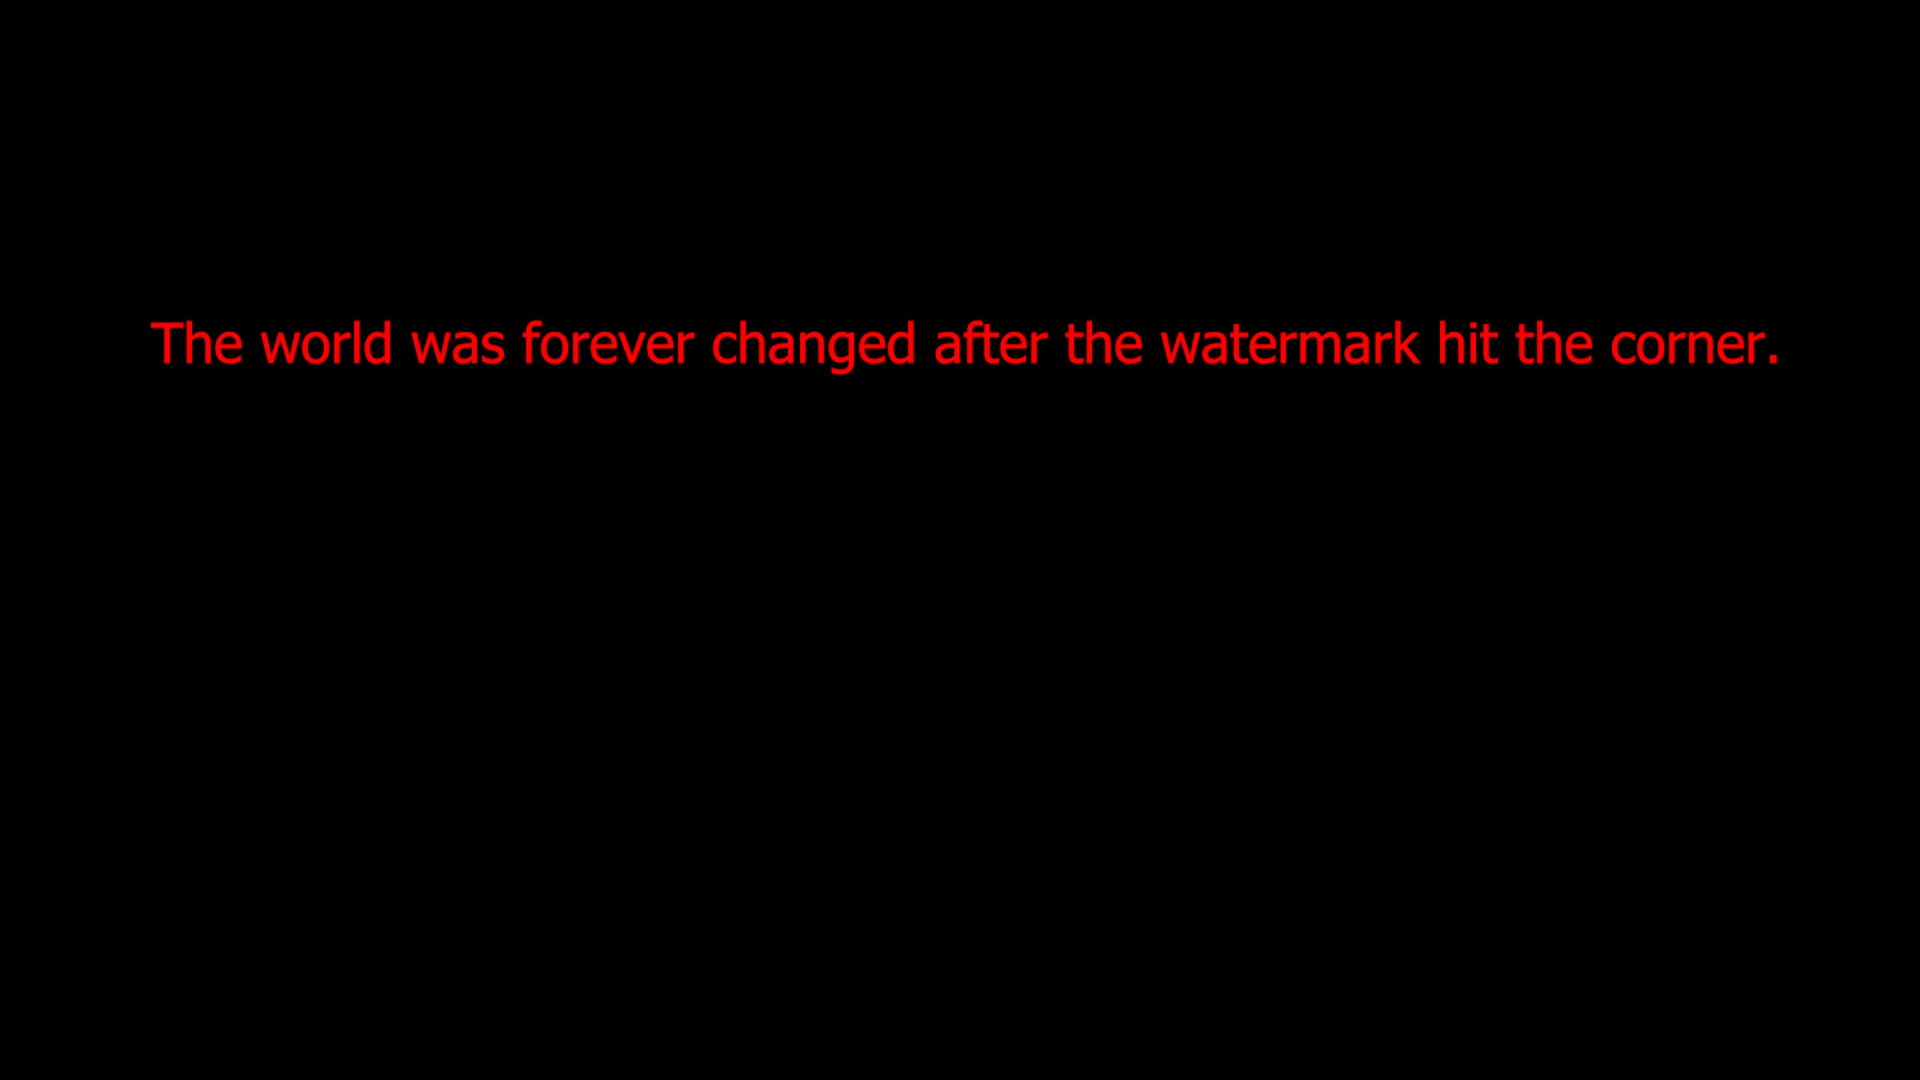 The world was forever changed after the watermark hit the corner.